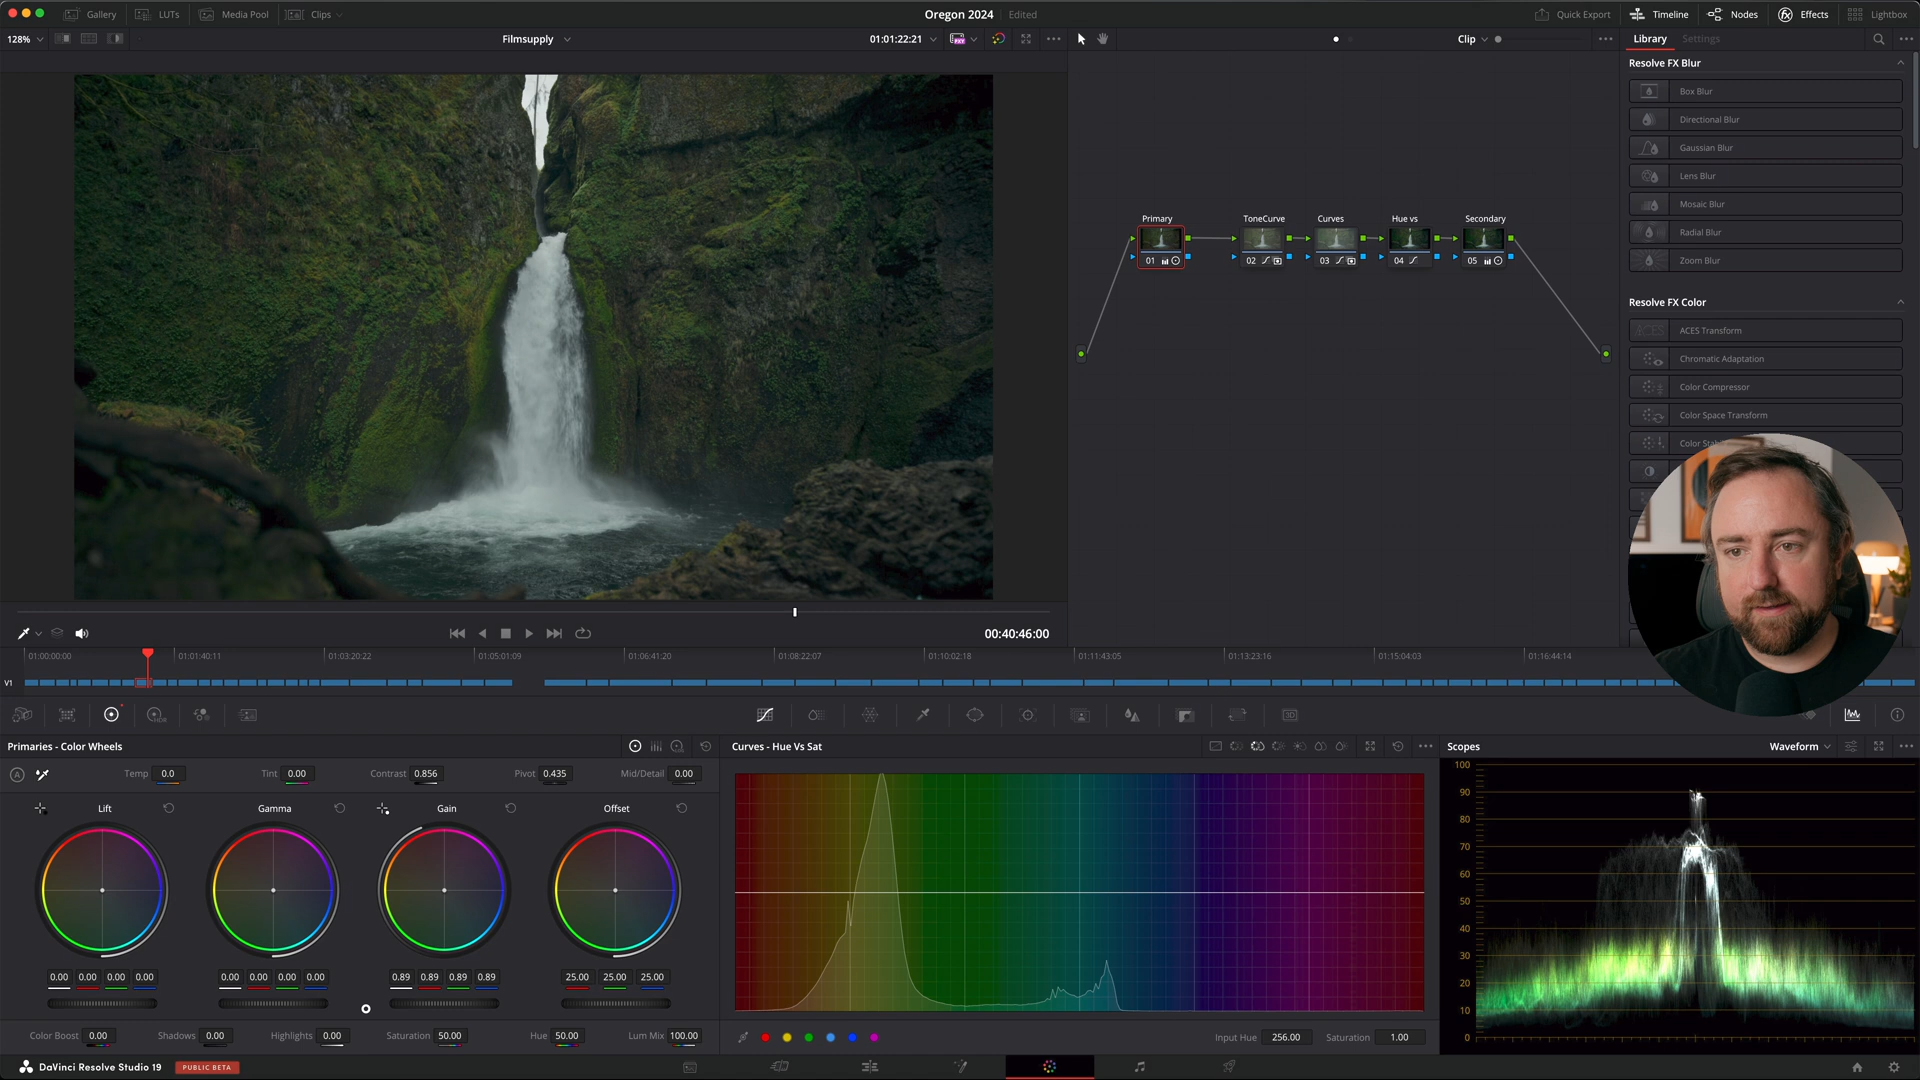 Gallery LUTs Media Pool Clips Oregon 2024 Edited Quick Export Timeline Nodes Effects Lightbox
128% Filmsupply 01:01:22:21 Clip Library Settings
Resolve FX Blur
Box Blur
Directional Blur
Gaussian Blur
Lens Blur
Mosaic Blur
Radial Blur
Zoom Blur
Primary ToneCurve Curves Hue vs Secondary
01 02 03 04 05
Resolve FX Color
ACES Transform
Chromatic Adaptation
Color Compressor
Color Space Transform
00:40:46:00
01:00:00:00 01:01:40:11 01:03:20:22 01:05:01:09 01:06:41:20 01:08:22:07 01:10:02:18 01:11:43:05 01:13:23:16 01:15:04:03 01:16:44:14
V1
HDR
3D
Primaries - Color Wheels
Temp 0.0 Tint 0.00 Contrast 0.856 Pivot 0.435 Mid/Detail 0.00
A
Lift Gamma Gain Offset
0.00 0.00 0.00 0.00 0.00 0.00 0.00 0.00 0.89 0.89 0.89 0.89 25.00 25.00 25.00
Color Boost 0.00 Shadows 0.00 Highlights 0.00 Saturation 50.00 Hue 50.00 Lum Mix 100.00
Curves - Hue Vs Sat
Input Hue 256.00 Saturation 1.00
Scopes Waveform
100
90
80
70
60
50
40
30
20
10
0
DaVinci Resolve Studio 19 PUBLIC BETA